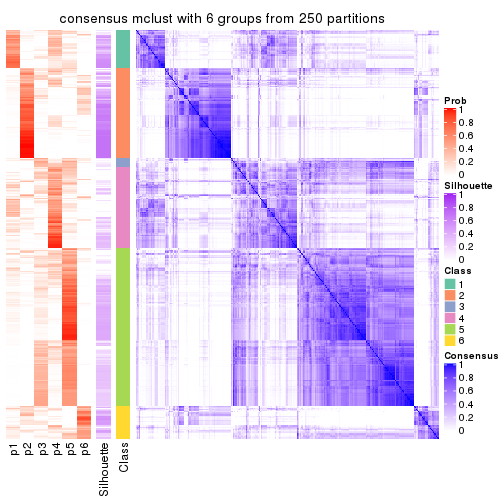 consensus mclust with 6 groups from 250 partitions
Prob
1
0.8
0.6
0.4
0.2
0
Silhouette
1
0.8
0.6
0.4
0.2
0
Class
1
2
3
4
5
6
Consensus
1
0.8
0.6
0.4
0.2
0
p1
p2
p3
p4
p5
p6
Silhouette
Class